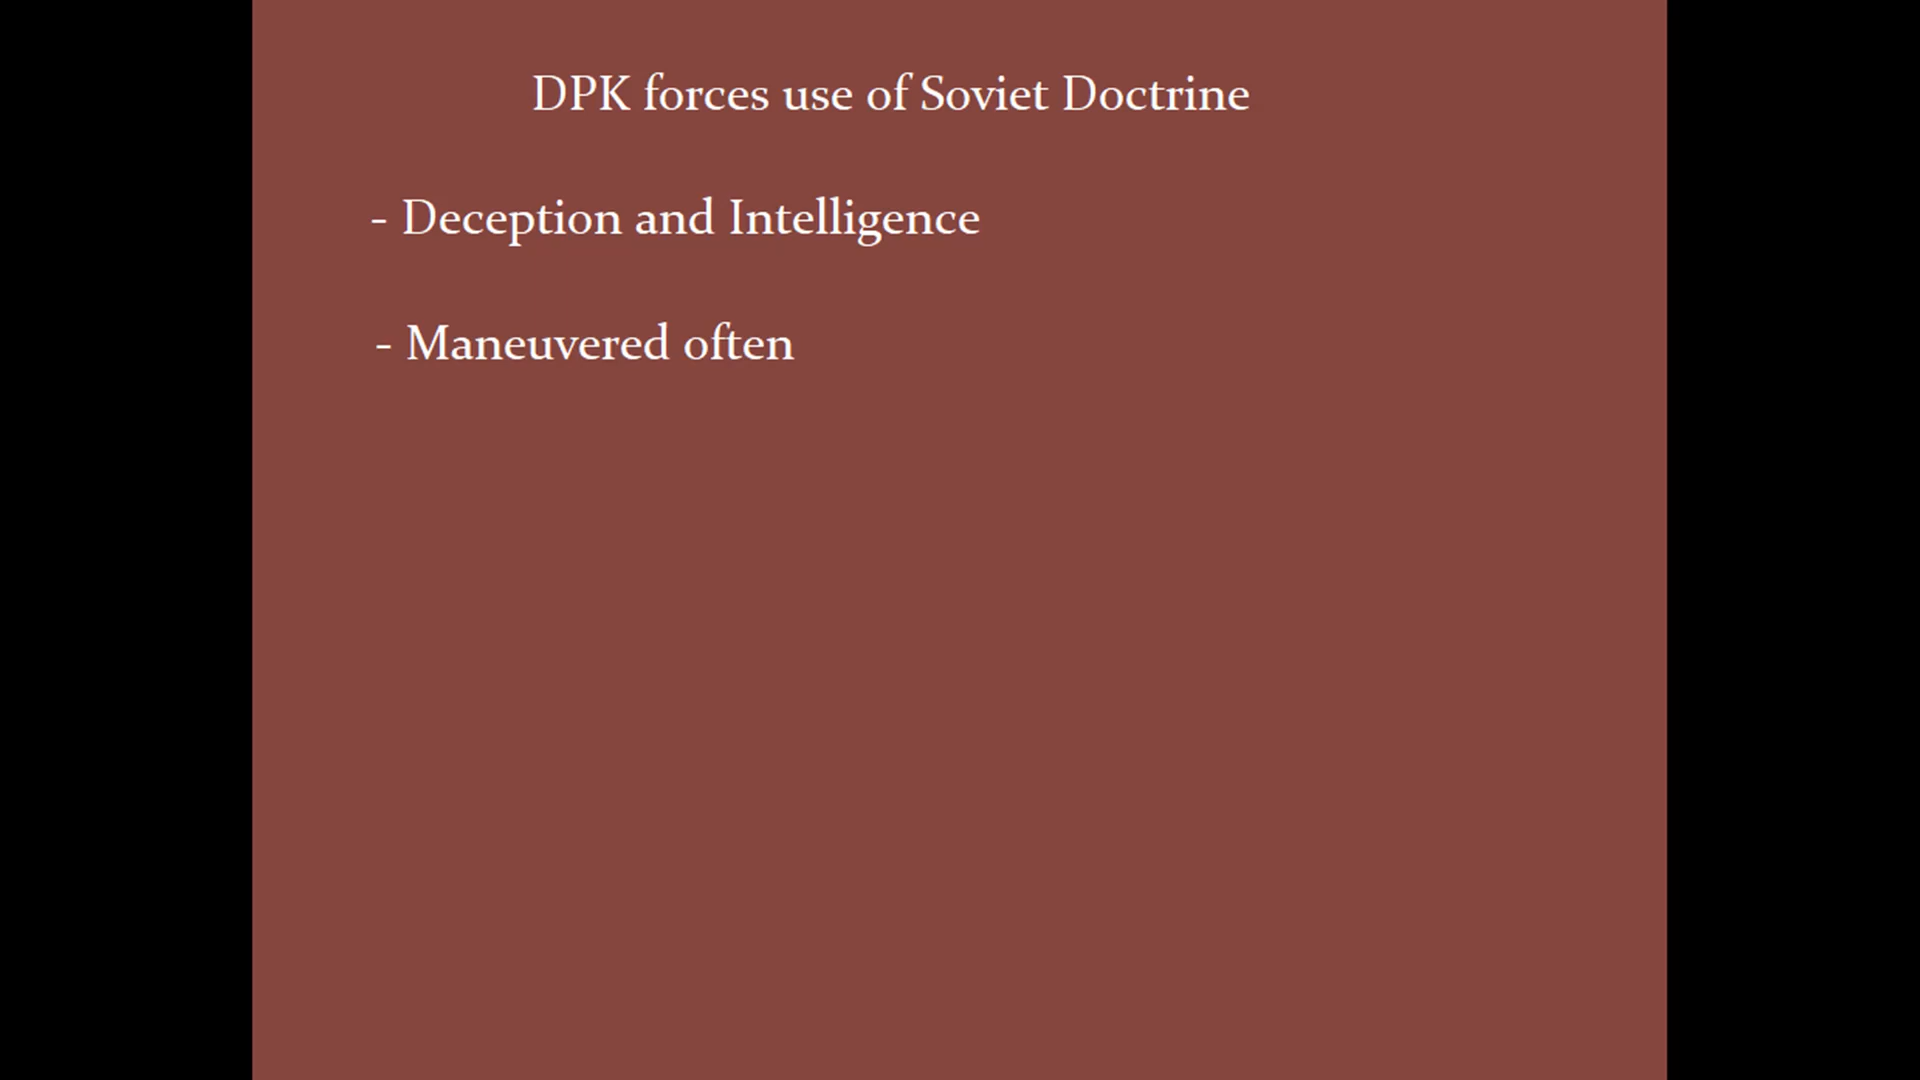 DPK forces use of Soviet Doctrine
- Deception and Intelligence
- Maneuvered often